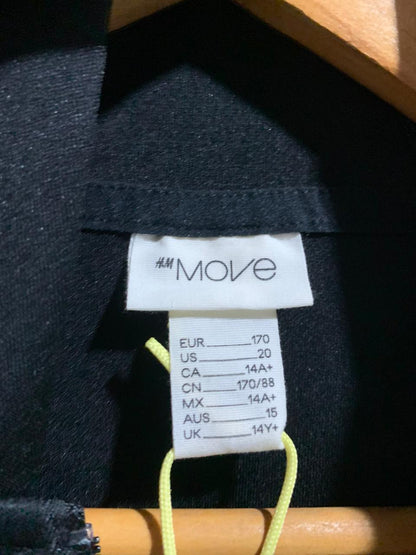 H&M MOVE
EUR 170
US 20
CA 14A+
CN 170/88
MX 14A+
AUS 15
UK 14Y+